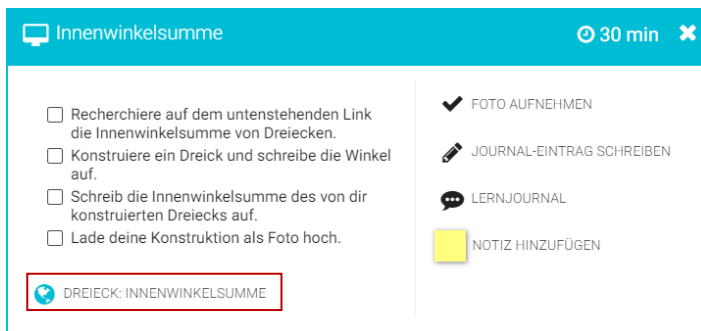 Innenwinkelsumme
30 min
Recherchiere auf dem untenstehenden Link
die Innenwinkelsumme von Dreiecken.
Konstruiere ein Dreick und schreibe die Winkel
auf.
Schreib die Innenwinkelsumme des von dir
konstruierten Dreiecks auf.
Lade deine Konstruktion als Foto hoch.
DREIECK: INNENWINKELSUMME
FOTO AUFNEHMEN
JOURNAL-EINTRAG SCHREIBEN
LERNJOURNAL
NOTIZ HINZUFÜGEN